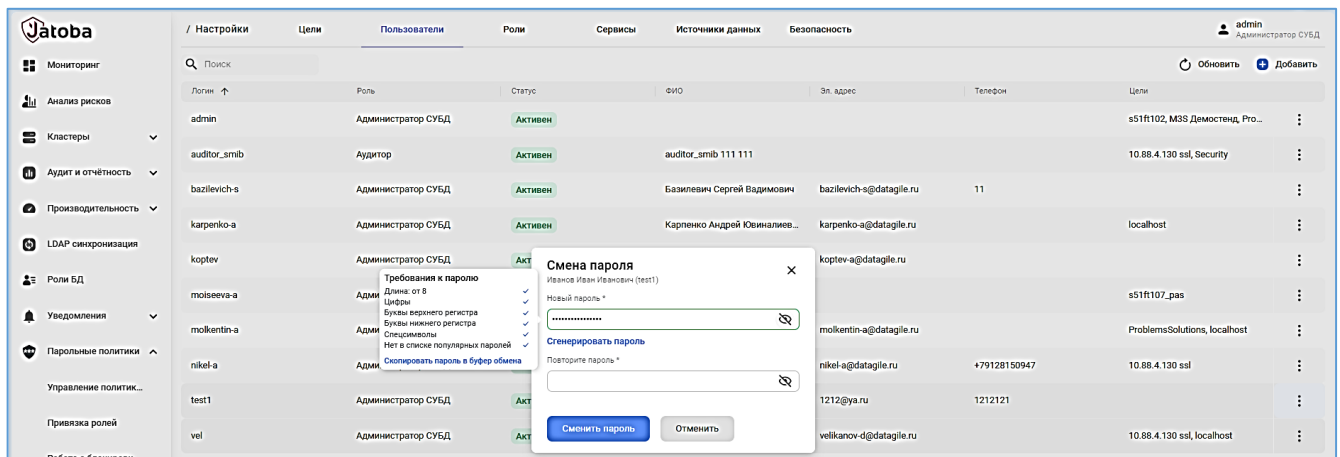 Jatoba
/ Настройки Цели Пользователи Роли Сервисы Источники данных Безопасность
admin
Администратор СУБД
Мониторинг
Анализ рисков
Кластеры
Аудит и отчётность
Производительность
LDAP синхронизация
Роли БД
Уведомления
Парольные политики
Управление политик...
Привязка ролей
Поиск
Обновить Добавить
Логин Роль Статус ФИО Эл. адрес Телефон Цели
admin Администратор СУБД Активен s51ft102, M3S Демостенд, Pro...
auditor_smib Аудитор Активен auditor_smib 111 111 10.88.4.130 ssl, Security
bazilevich-s Администратор СУБД Активен Базилевич Сергей Вадимович bazilevich-s@datagile.ru 11
karpenko-a Администратор СУБД Активен Карпенко Андрей Ювиналиев... karpenko-a@datagile.ru localhost
koptev Администратор СУБД Акт koptev-a@datagile.ru
moiseeva-a Адми s51ft107_pas
molkentin-a Адми molkentin-a@datagile.ru ProblemsSolutions, localhost
nikel-a nikel-a@datagile.ru +79128150947 10.88.4.130 ssl
test1 Администратор СУБД Акт 1212@ya.ru 1212121
vel Администратор СУБД Акт velikanov-d@datagile.ru 10.88.4.130 ssl, localhost
Требования к паролю
Длина: от 8
Цифры
Буквы верхнего регистра
Буквы нижнего регистра
Спецсимволы
Нет в списке популярных паролей
Скопировать пароль в буфер обмена
Смена пароля
Иванов Иван Иванович (test1)
Новый пароль *
Сгенерировать пароль
Повторите пароль *
Сменить пароль Отменить